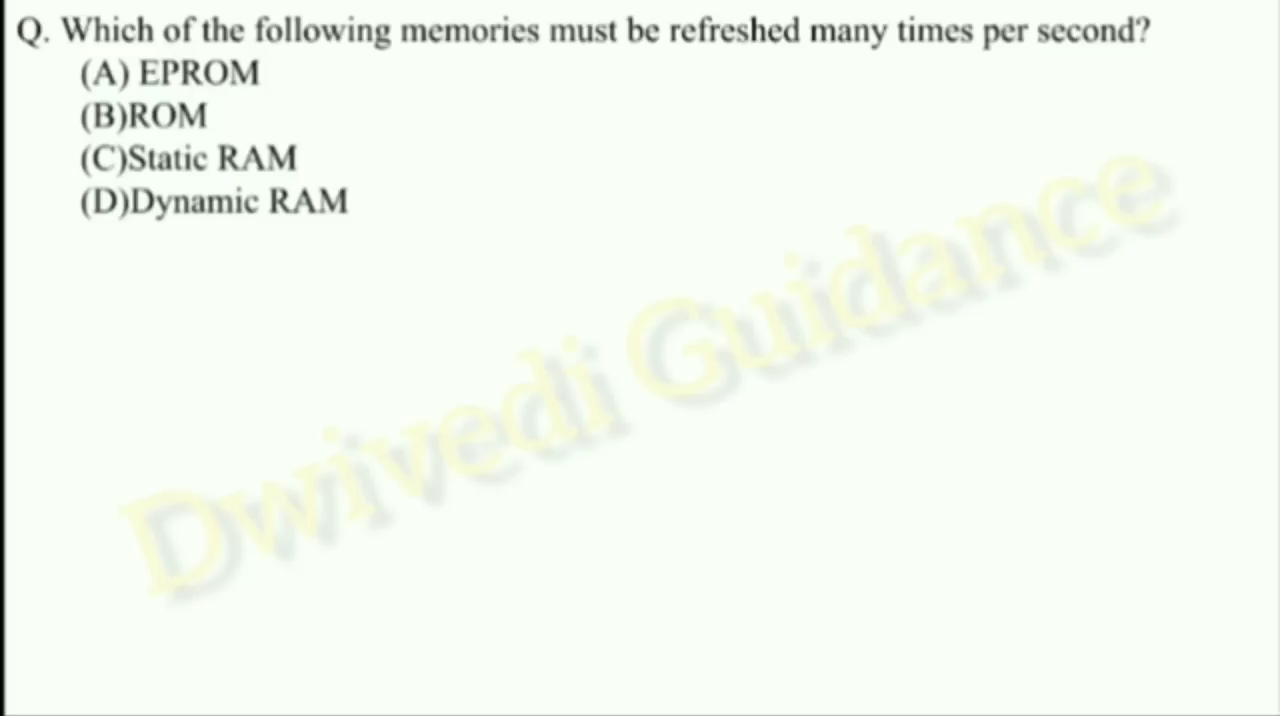 Q. Which of the following memories must be refreshed many times per second?
(A) EPROM
(B)ROM
(C)Static RAM
(D)Dynamic RAM
Dwivedi Guidance